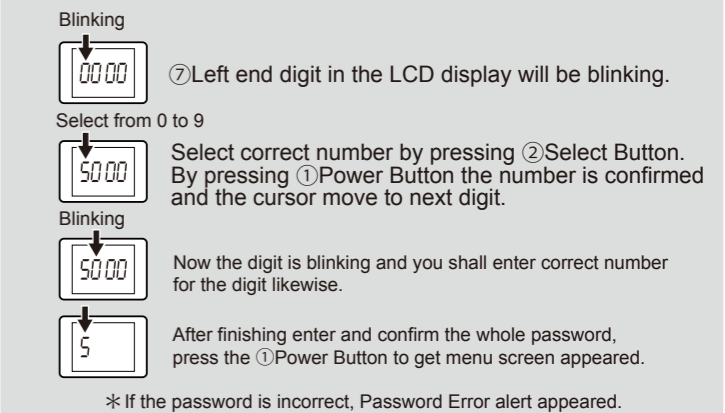 Blinking
0000
⑦Left end digit in the LCD display will be blinking.
Select from 0 to 9
5000
Select correct number by pressing ②Select Button.
By pressing ①Power Button the number is confirmed
and the cursor move to next digit.
Blinking
5000
Now the digit is blinking and you shall enter correct number
for the digit likewise.
5
After finishing enter and confirm the whole password,
press the ①Power Button to get menu screen appeared.
＊If the password is incorrect, Password Error alert appeared.